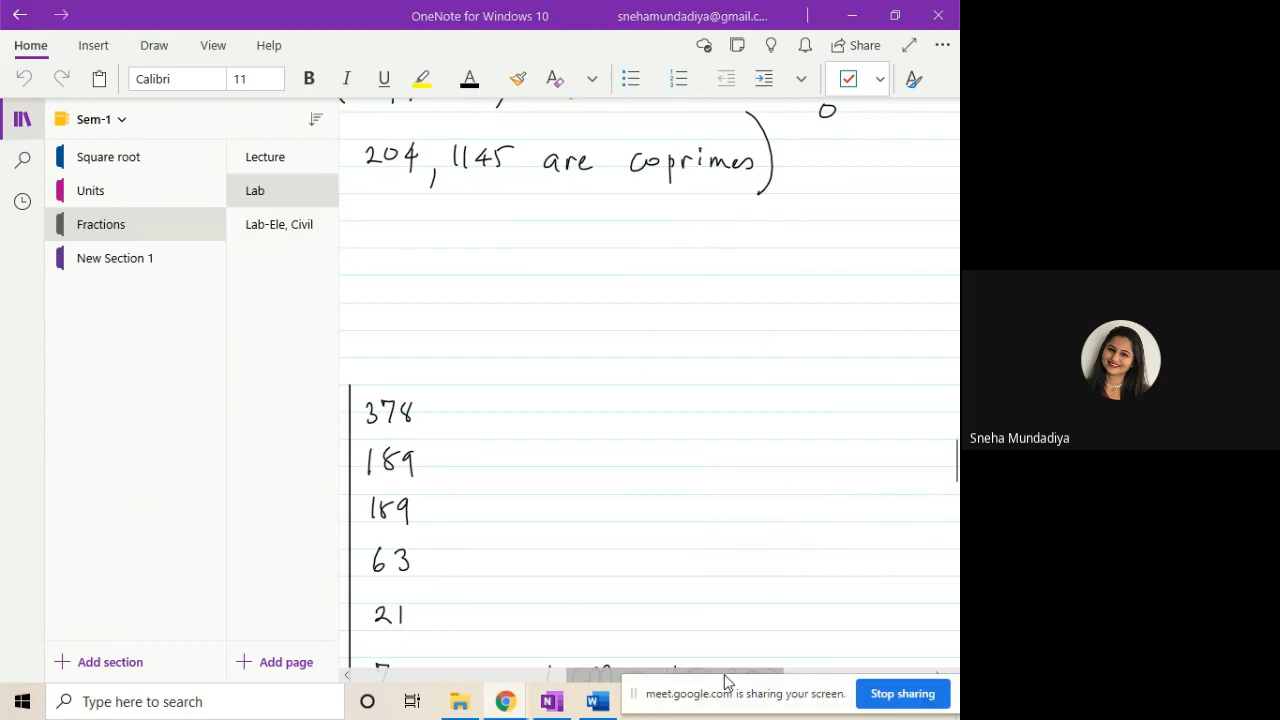 OneNote for Windows 10
snehamundadiya@gmail.c...
Home Insert Draw View Help
Share
Calibri 11 B I U A
Sem-1
Square root
Units
Fractions
New Section 1
Lecture
Lab
Lab-Ele, Civil
0
204, 1145 are coprimes)
378
189
189
63
21
7
Add section
Add page
Sneha Mundadiya
meet.google.com is sharing your screen.
Stop sharing
Type here to search